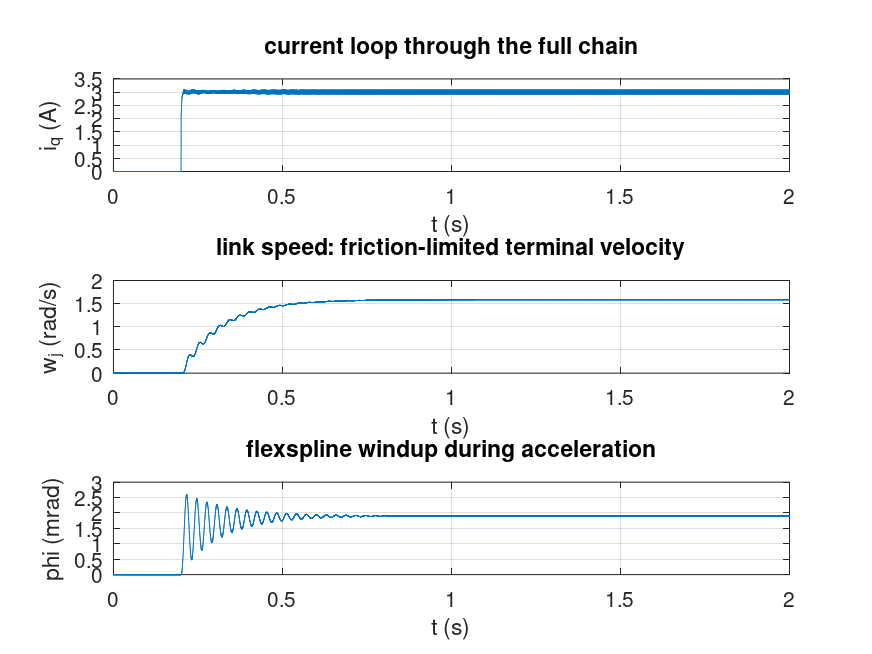 current loop through the full chain
3.5
3
2.5
2
1.5
1
0.5
0
i_q (A)
0 0.5 1 1.5 2
t (s)
link speed: friction-limited terminal velocity
2
1.5
1
0.5
0
w_j (rad/s)
0 0.5 1 1.5 2
t (s)
flexspline windup during acceleration
3
2.5
2
1.5
1
0.5
0
phi (mrad)
0 0.5 1 1.5 2
t (s)